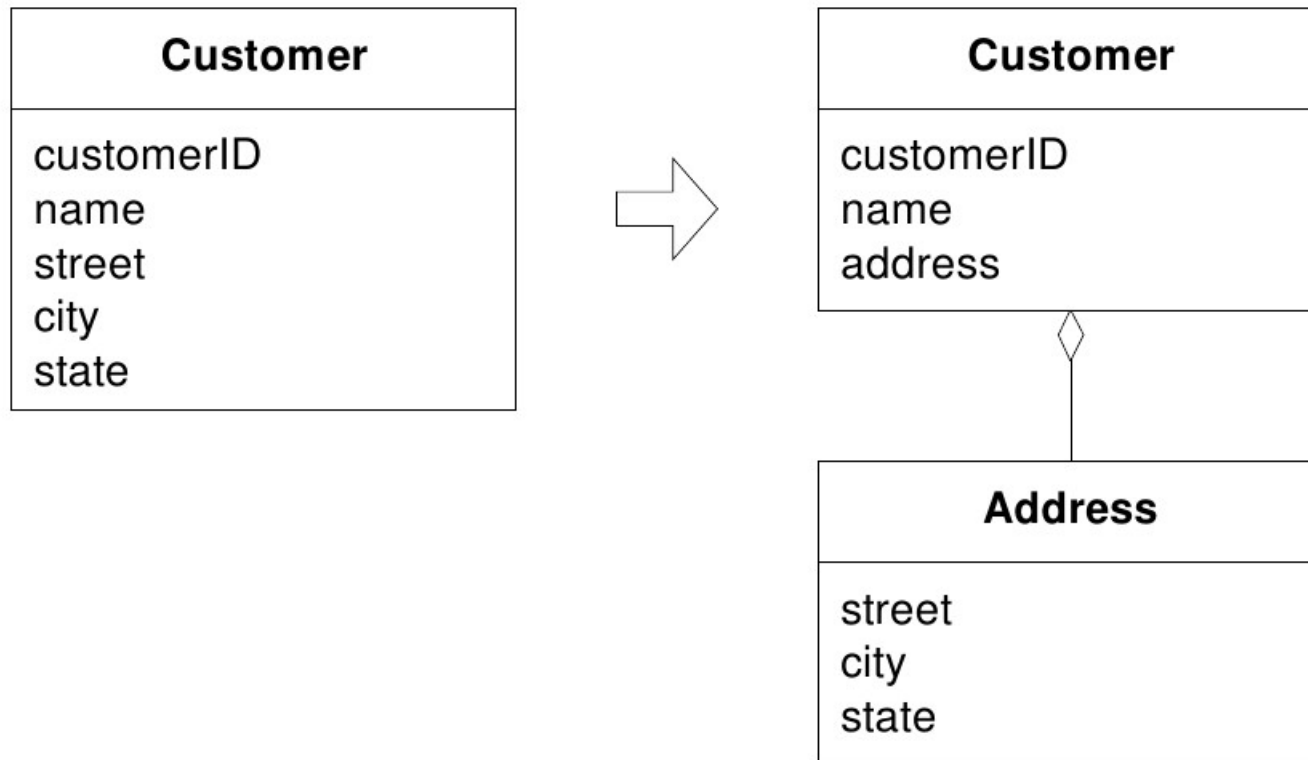 Customer
customerID
name
street
city
state
Customer
customerID
name
address
Address
street
city
state